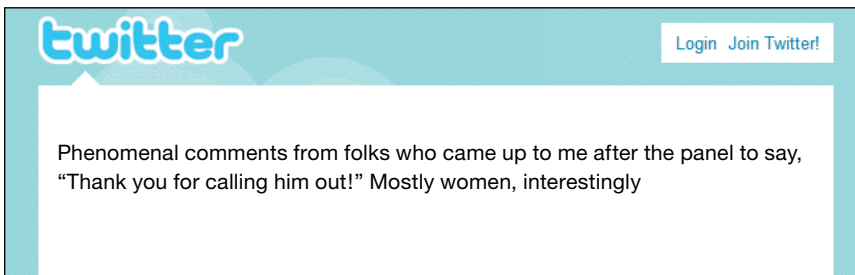 twitter
Login Join Twitter!
Phenomenal comments from folks who came up to me after the panel to say,
“Thank you for calling him out!” Mostly women, interestingly